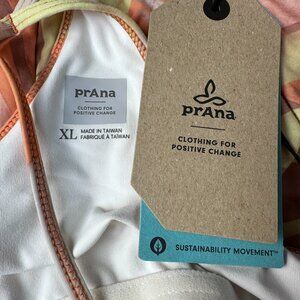 prAna
CLOTHING FOR
POSITIVE CHANGE
XL MADE IN TAIWAN
FABRIQUÉ À TAIWAN
prAna
CLOTHING FOR
POSITIVE CHANGE
SUSTAINABILITY MOVEMENT™